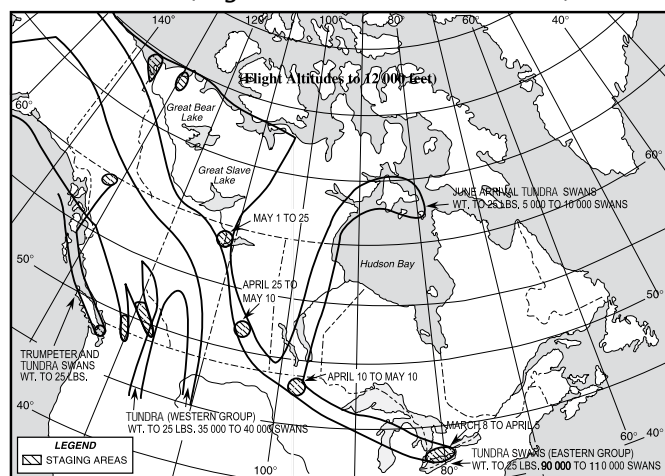 140°
120°
100°
80°
60°
40°
(Flight Altitudes to 12 000 feet)
60°
Great Bear
Lake
Great Slave
Lake
JUNE ARRIVAL TUNDRA SWANS
WT. TO 25 LBS, 5 000 TO 10 000 SWANS
MAY 1 TO 25
Hudson Bay
50°
APRIL 25 TO
MAY 10
50°
TRUMPETER AND
TUNDRA SWANS
WT. TO 25 LBS.
APRIL 10 TO MAY 10
40°
TUNDRA (WESTERN GROUP)
WT. TO 25 LBS. 35 000 TO 40 000 SWANS
MARCH 8 TO APRIL 5
60°
40°
LEGEND
STAGING AREAS
100°
80°
TUNDRA SWANS (EASTERN GROUP)
WT. TO 25 LBS. 90 000 TO 110 000 SWANS